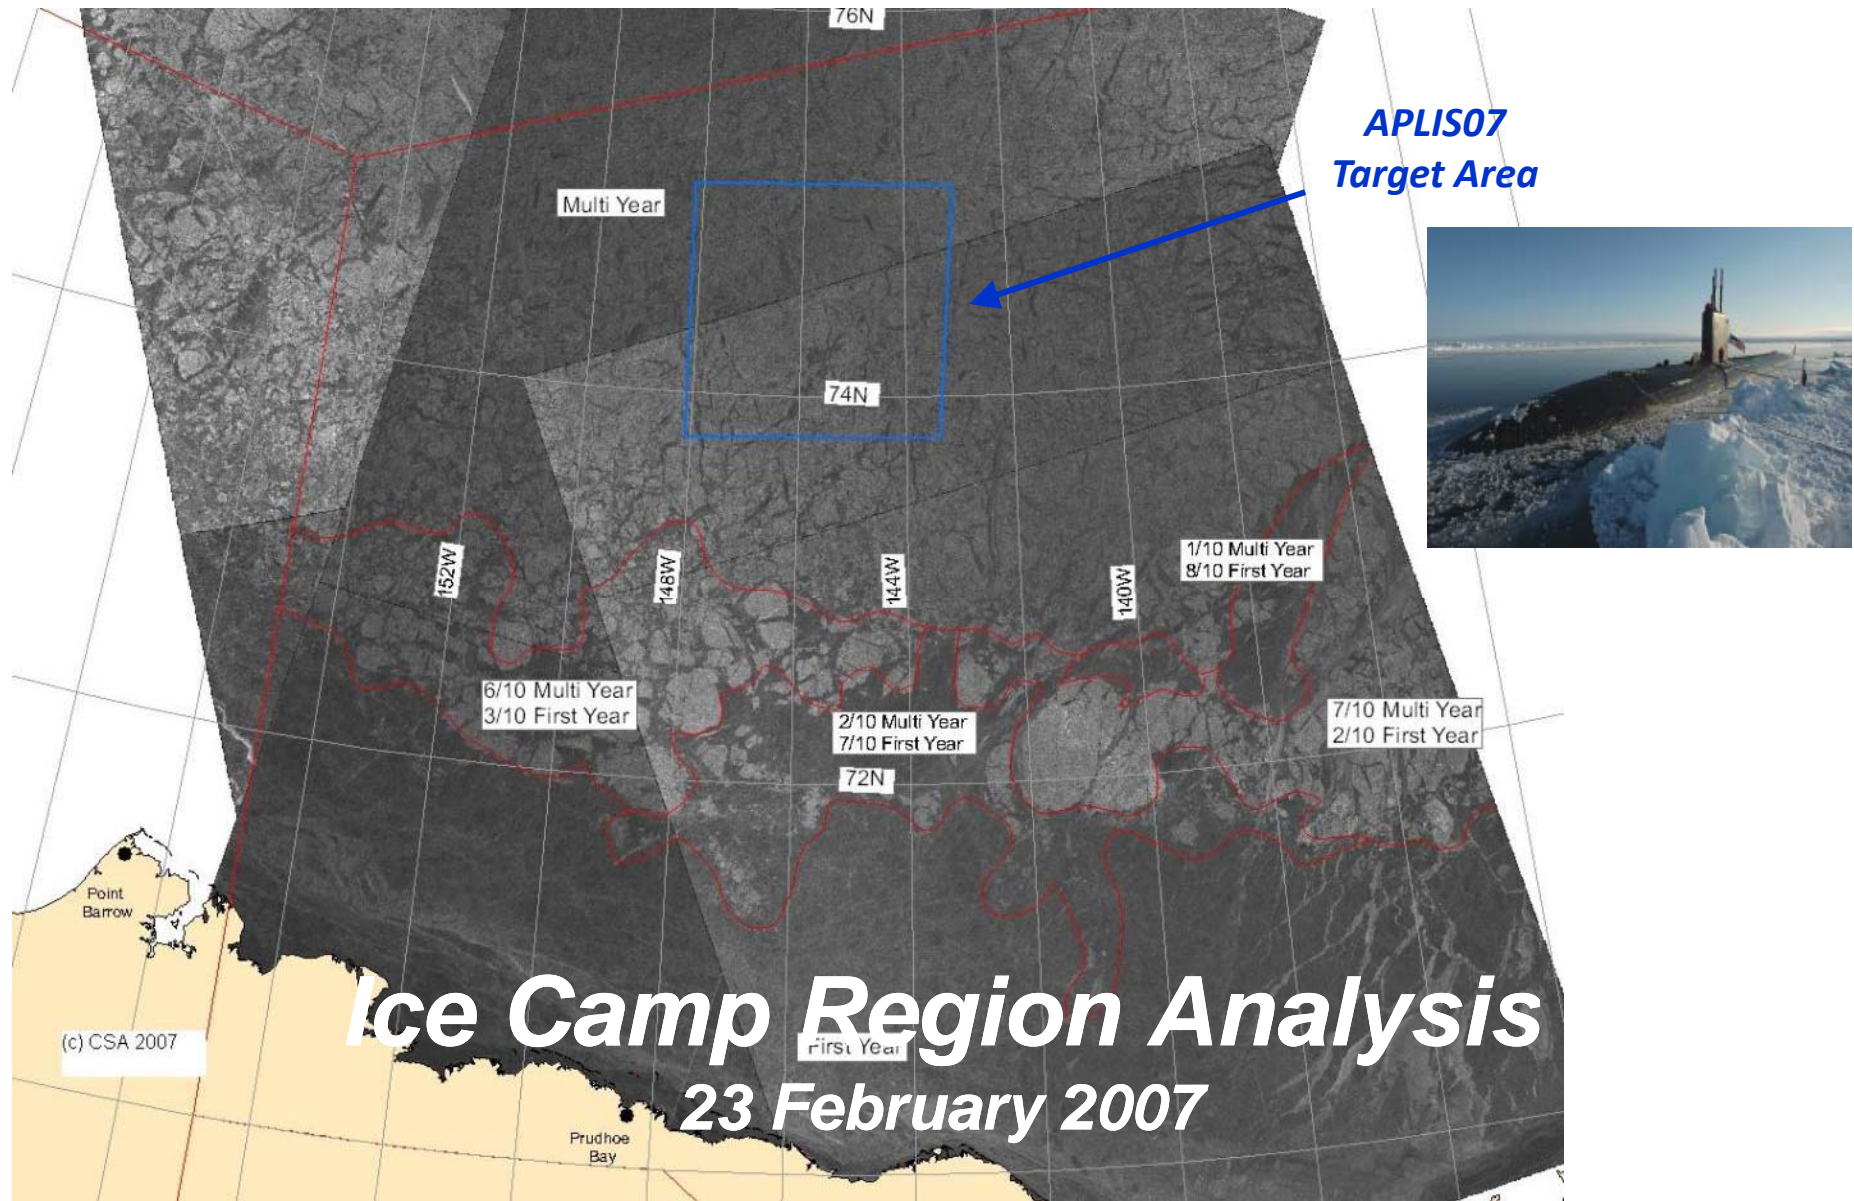 76N
APLIS07
Target Area
Multi Year
74N
152W
148W
144W
140W
1/10 Multi Year
8/10 First Year
6/10 Multi Year
3/10 First Year
2/10 Multi Year
7/10 First Year
7/10 Multi Year
2/10 First Year
72N
Point
Barrow
Ice Camp Region Analysis
(c) CSA 2007
First Year
23 February 2007
Prudhoe
Bay